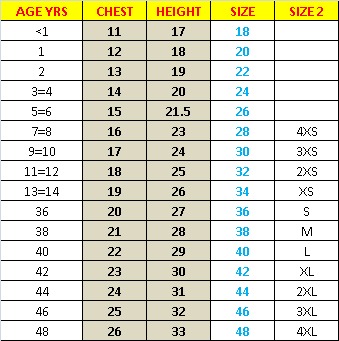 AGE YRS CHEST HEIGHT SIZE SIZE 2
<1 11 17 18
1 12 18 20
2 13 19 22
3=4 14 20 24
5=6 15 21.5 26
7=8 16 23 28 4XS
9=10 17 24 30 3XS
11=12 18 25 32 2XS
13=14 19 26 34 XS
36 20 27 36 S
38 21 28 38 M
40 22 29 40 L
42 23 30 42 XL
44 24 31 44 2XL
46 25 32 46 3XL
48 26 33 48 4XL